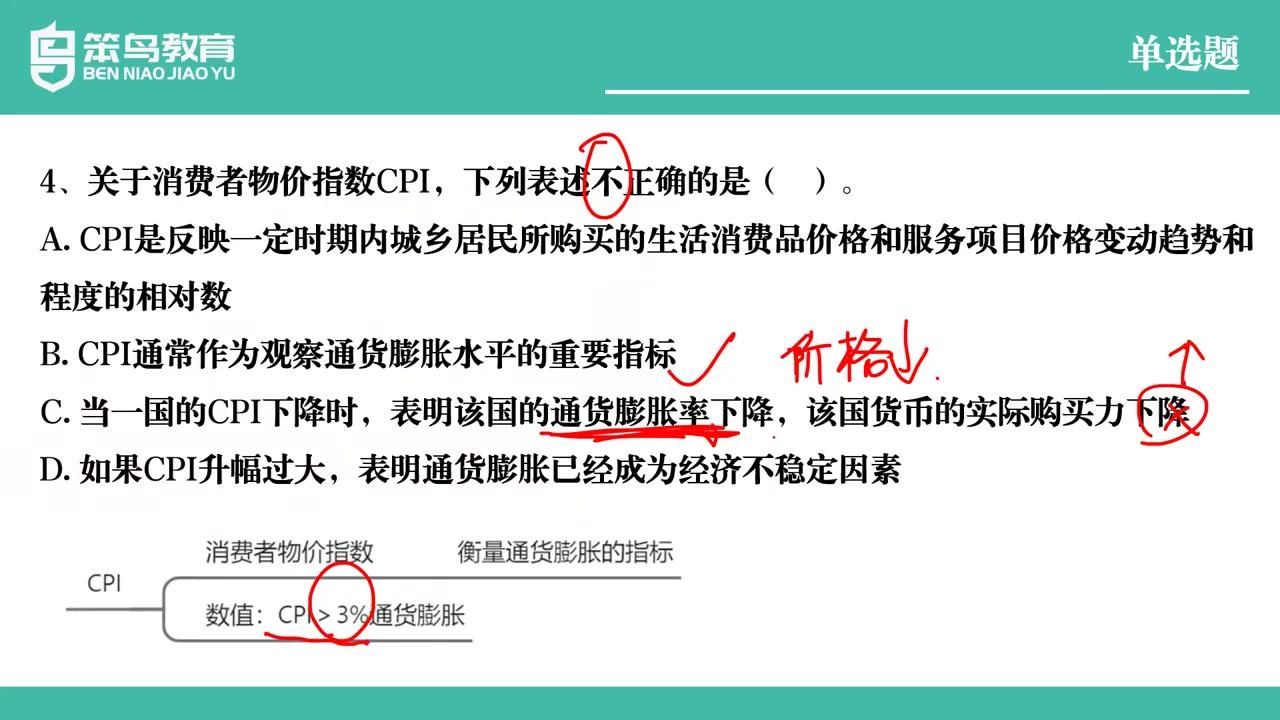 笨鸟教育
BEN NIAO JIAO YU
单选题
4、关于消费者物价指数CPI，下列表述不正确的是（　）。
A. CPI是反映一定时期内城乡居民所购买的生活消费品价格和服务项目价格变动趋势和
程度的相对数
B. CPI通常作为观察通货膨胀水平的重要指标
价格↓
C. 当一国的CPI下降时，表明该国的通货膨胀率下降，该国货币的实际购买力下降
D. 如果CPI升幅过大，表明通货膨胀已经成为经济不稳定因素
消费者物价指数 衡量通货膨胀的指标
CPI
数值：CPI＞3%通货膨胀